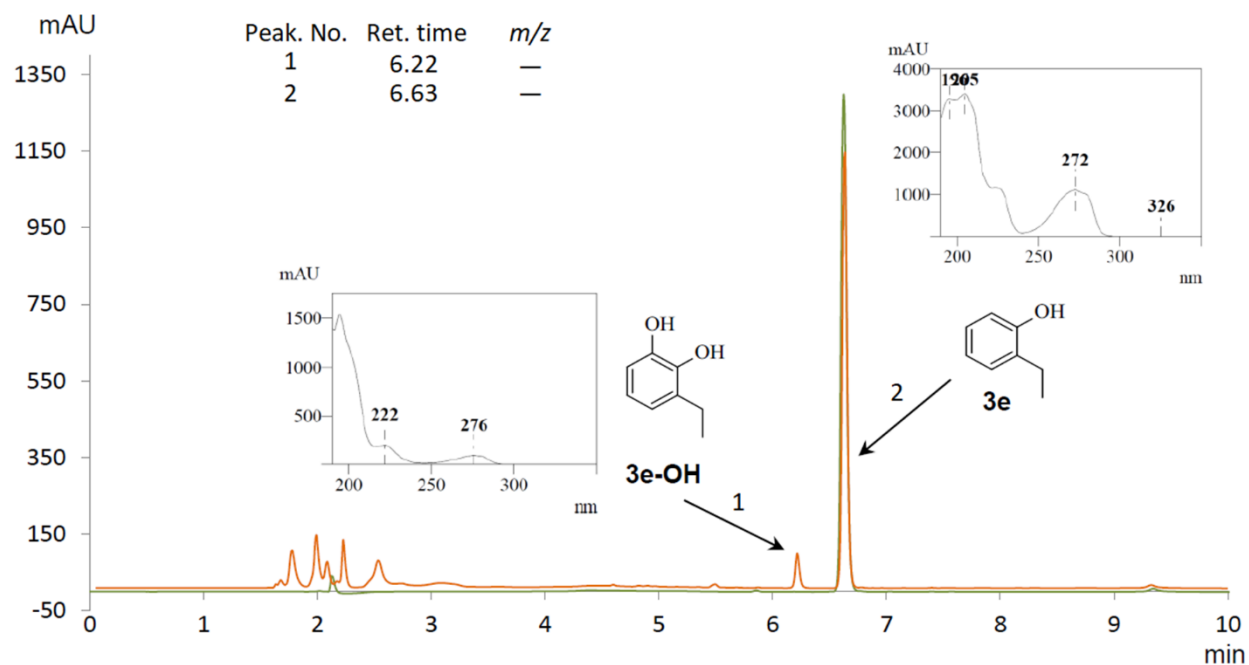 mAU
Peak. No. Ret. time m/z
1 6.22 —
2 6.63 —
1350
1150
950
750
550
350
150
-50
0 1 2 3 4 5 6 7 8 9 10
min
mAU
4000
3000
2000
1000
205
272
326
200 250 300
nm
mAU
1500
1000
500
222
276
200 250 300
nm
OH
OH
3e-OH
1
OH
3e
2